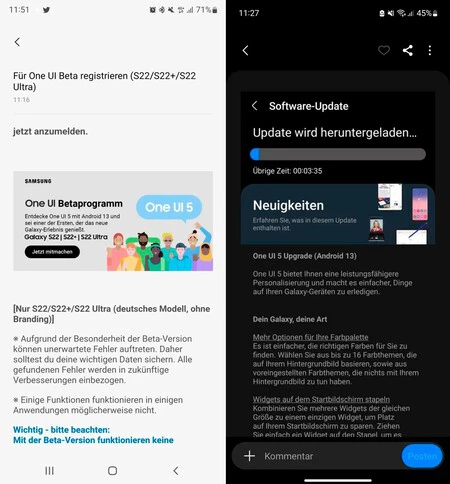 11:51
71%
Für One UI Beta registrieren (S22/S22+/S22
Ultra)
11:16
jetzt anzumelden.
SAMSUNG
One UI Betaprogramm
Entdecke One UI 5 mit Android 13 und
sei einer der Ersten, der das neue
Galaxy-Erlebnis genießt.
Galaxy S22 | S22+ | S22 Ultra
Jetzt mitmachen
One UI 5
[Nur S22/S22+/S22 Ultra (deutsches Modell, ohne
Branding)]
※ Aufgrund der Besonderheit der Beta-Version
können unerwartete Fehler auftreten. Daher
solltest du deine wichtigen Daten sichern. Alle
gefundenen Fehler werden in zukünftige
Verbesserungen einbezogen.
※ Einige Funktionen funktionieren in einigen
Anwendungen möglicherweise nicht.
Wichtig - bitte beachten:
Mit der Beta-Version funktionieren keine
11:27
45%
Software-Update
Update wird heruntergeladen...
Übrige Zeit: 00:03:35
Neuigkeiten
Erfahren Sie, was in diesem Update
enthalten ist.
One UI 5 Upgrade (Android 13)
One UI 5 bietet Ihnen eine leistungsfähigere
Personalisierung und macht es einfacher, Dinge
auf Ihren Galaxy-Geräten zu erledigen.
Dein Galaxy, deine Art
Mehr Optionen für Ihre Farbpalette
Es ist einfacher, die richtigen Farben für Sie zu
finden. Wählen Sie aus bis zu 16 Farbthemen, die
auf Ihrem Hintergrundbild basieren, sowie aus
voreingestellten Farbthemen, die nichts mit Ihrem
Hintergrundbild zu tun haben.
Widgets auf dem Startbildschirm stapeln
Kombinieren Sie mehrere Widgets der gleichen
Größe zu einem einzigen Widget, um Platz
auf Ihrem Startbildschirm zu sparen. Ziehen
Sie einfach ein Widget auf den Stapel, um es
Kommentar
Posten